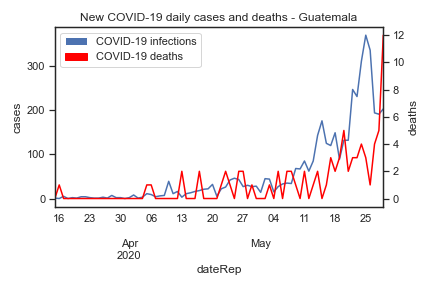 New COVID-19 daily cases and deaths - Guatemala
COVID-19 infections
COVID-19 deaths
cases
300
200
100
0
deaths
12
10
8
6
4
2
0
16 23 30 06 13 20 27 04 11 18 25
Apr May
2020
dateRep